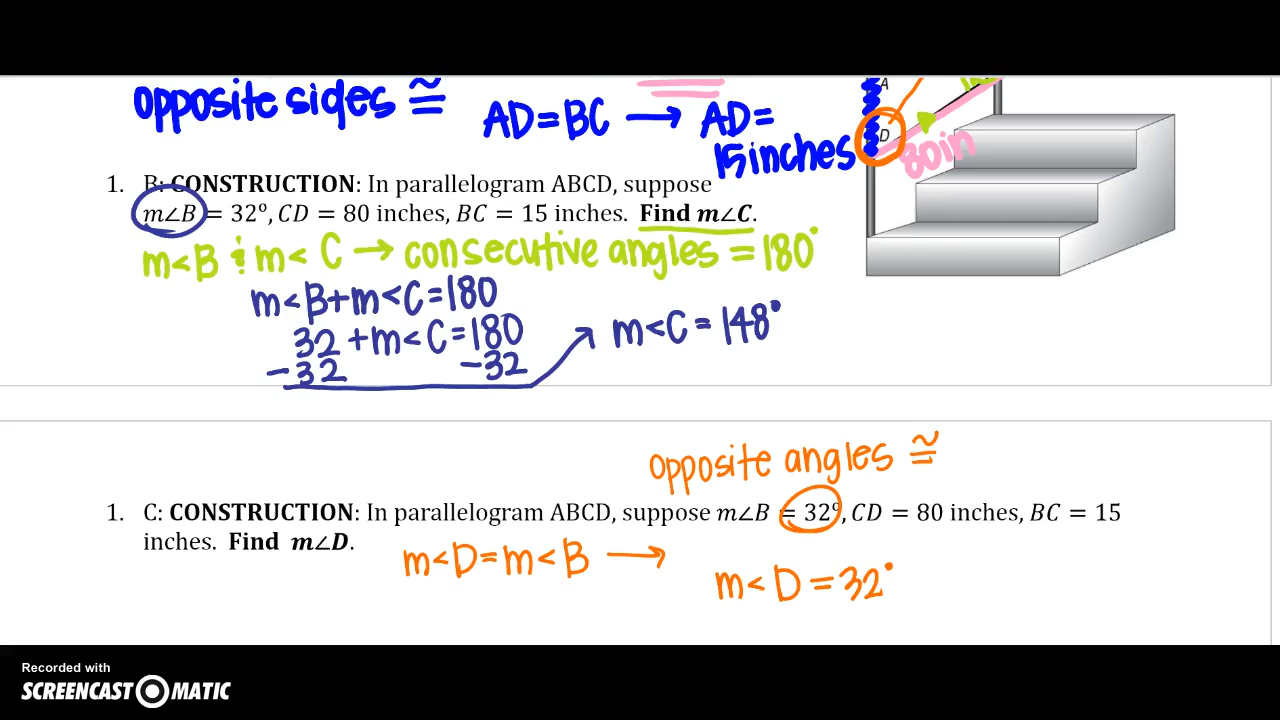 opposite sides ≅
AD=BC → AD=
15 inches
A
D
80in
1. B: CONSTRUCTION: In parallelogram ABCD, suppose
m∠B = 32°, CD = 80 inches, BC = 15 inches. Find m∠C.
m<B & m<C → consecutive angles = 180°
m<B+m<C=180
32 +m<C=180
-32 -32
m<C = 148°
opposite angles ≅
1. C: CONSTRUCTION: In parallelogram ABCD, suppose m∠B = 32°, CD = 80 inches, BC = 15
inches. Find m∠D.
m<D=m<B →
m<D=32°
Recorded with
SCREENCAST-O-MATIC